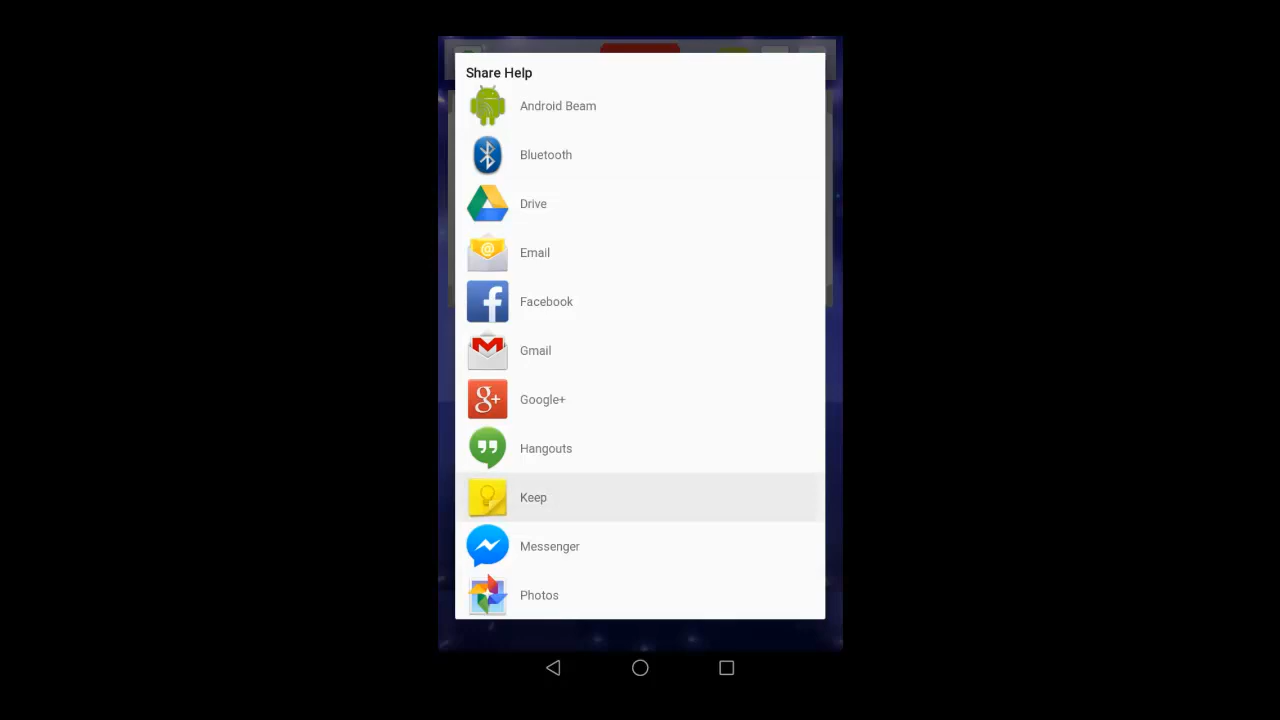 Share Help
Android Beam
Bluetooth
Drive
Email
Facebook
Gmail
Google+
Hangouts
Keep
Messenger
Photos